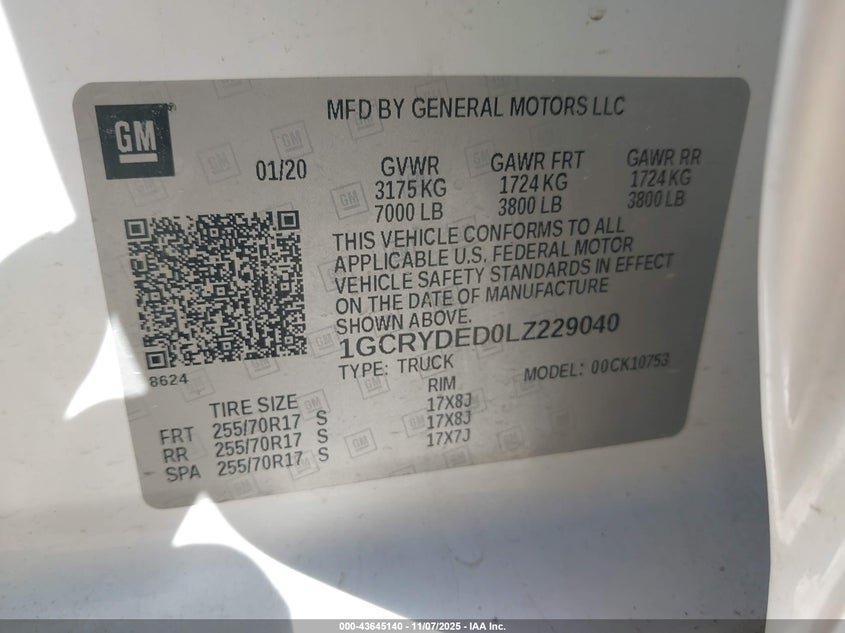 GM
MFD BY GENERAL MOTORS LLC
01/20
GVWR
3175 KG
7000 LB
GAWR FRT
1724 KG
3800 LB
GAWR RR
1724 KG
3800 LB
THIS VEHICLE CONFORMS TO ALL
APPLICABLE U.S. FEDERAL MOTOR
VEHICLE SAFETY STANDARDS IN EFFECT
ON THE DATE OF MANUFACTURE
SHOWN ABOVE.
1GCRYDED0LZ229040
8624
TYPE: TRUCK
MODEL: 00CK10753
TIRE SIZE RIM
FRT 255/70R17 S 17X8J
RR 255/70R17 S 17X8J
SPA 255/70R17 S 17X7J
000-43645140 - 11/07/2025 - IAA Inc.